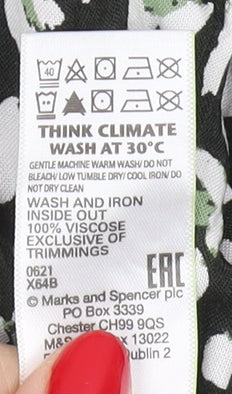 40
THINK CLIMATE
WASH AT 30°C
GENTLE MACHINE WARM WASH/DO NOT
BLEACH/LOW TUMBLE DRY/COOL IRON/DO
NOT DRY CLEAN
WASH AND IRON
INSIDE OUT
100% VISCOSE
EXCLUSIVE OF
TRIMMINGS
0621
X64B
EAC
© Marks and Spencer plc
PO Box 3339
Chester CH99 9QS
M&S Box 13022
Dublin 2